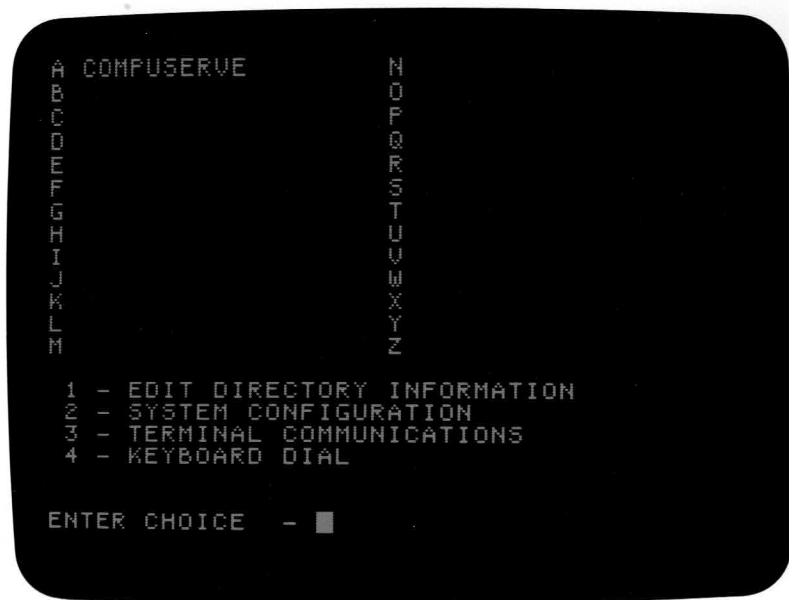 A COMPUSERVE N
B O
C P
D Q
E R
F S
G T
H U
I V
J W
K X
L Y
M Z
1 - EDIT DIRECTORY INFORMATION
2 - SYSTEM CONFIGURATION
3 - TERMINAL COMMUNICATIONS
4 - KEYBOARD DIAL
ENTER CHOICE -